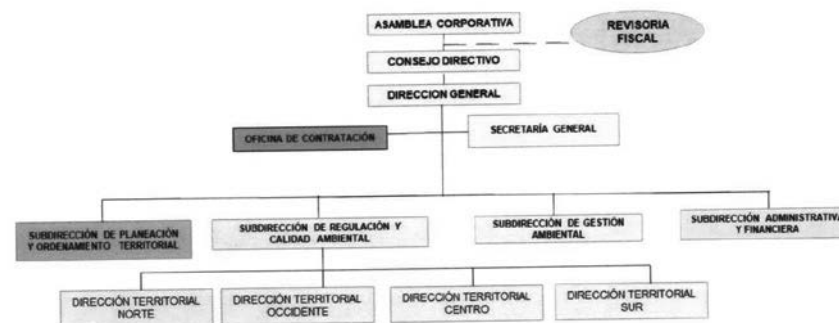 ASAMBLEA CORPORATIVA
REVISORIA
FISCAL
CONSEJO DIRECTIVO
DIRECCION GENERAL
OFICINA DE CONTRATACIÓN
SECRETARÍA GENERAL
SUBDIRECCIÓN DE PLANEACIÓN
Y ORDENAMIENTO TERRITORIAL
SUBDIRECCIÓN DE REGULACIÓN Y
CALIDAD AMBIENTAL
SUBDIRECCIÓN DE GESTIÓN
AMBIENTAL
SUBDIRECCIÓN ADMINISTRATIVA
Y FINANCIERA
DIRECCIÓN TERRITORIAL
NORTE
DIRECCIÓN TERRITORIAL
OCCIDENTE
DIRECCIÓN TERRITORIAL
CENTRO
DIRECCIÓN TERRITORIAL
SUR